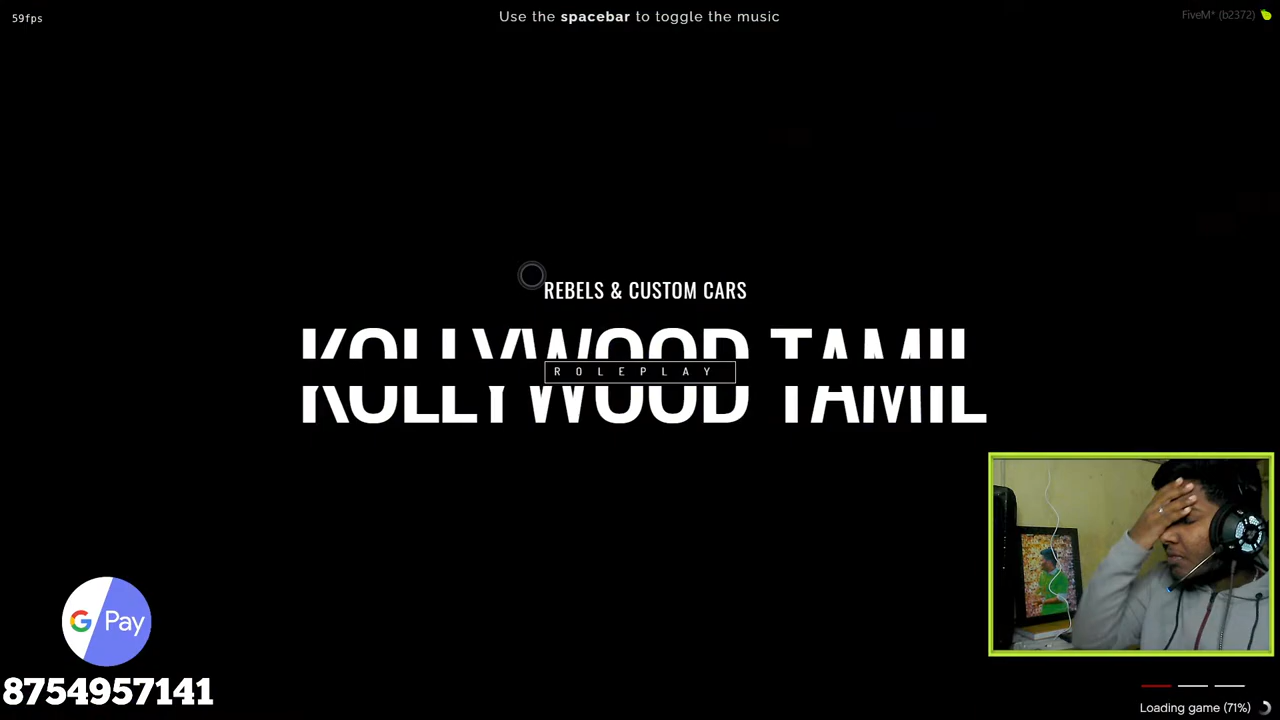 59fps
Use the spacebar to toggle the music
FiveM* (b2372)
REBELS & CUSTOM CARS
KOLLYWOOD TAMIL
ROLEPLAY
G Pay
8754957141
Loading game (71%)